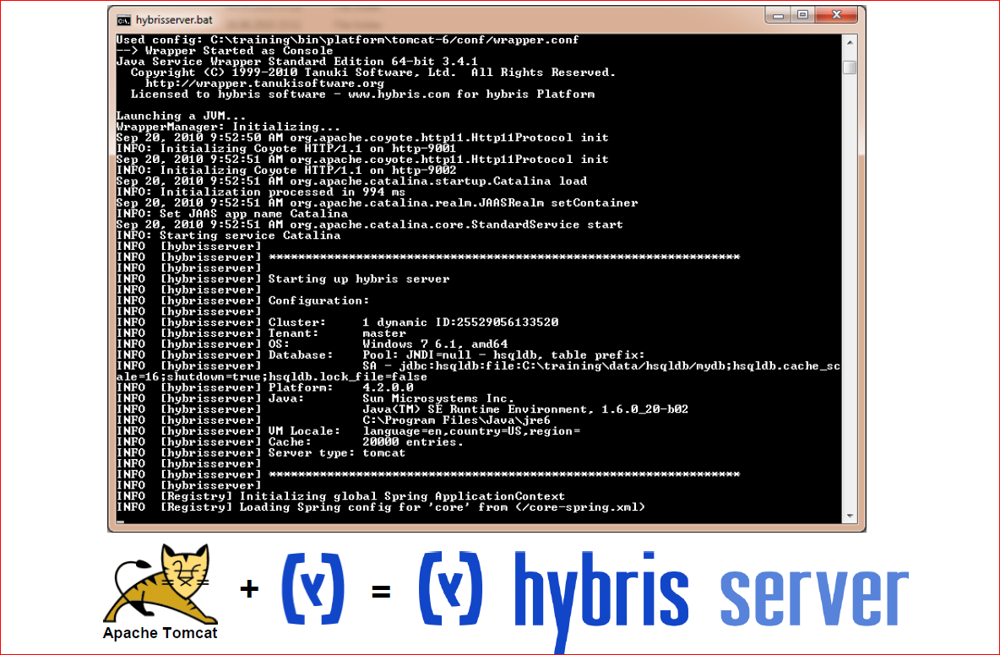 hybrisserver.bat
Used config: C:\training\bin\platform\tomcat-6/conf/wrapper.conf
--> Wrapper Started as Console
Java Service Wrapper Standard Edition 64-bit 3.4.1
  Copyright (C) 1999-2010 Tanuki Software, Ltd.  All Rights Reserved.
    http://wrapper.tanukisoftware.org
  Licensed to hybris software - www.hybris.com for hybris Platform

Launching a JVM...
WrapperManager: Initializing...
Sep 20, 2010 9:52:50 AM org.apache.coyote.http11.Http11Protocol init
INFO: Initializing Coyote HTTP/1.1 on http-9001
Sep 20, 2010 9:52:51 AM org.apache.coyote.http11.Http11Protocol init
INFO: Initializing Coyote HTTP/1.1 on http-9002
Sep 20, 2010 9:52:51 AM org.apache.catalina.startup.Catalina load
INFO: Initialization processed in 994 ms
Sep 20, 2010 9:52:51 AM org.apache.catalina.realm.JAASRealm setContainer
INFO: Set JAAS app name Catalina
Sep 20, 2010 9:52:51 AM org.apache.catalina.core.StandardService start
INFO: Starting service Catalina
INFO  [hybrisserver]
INFO  [hybrisserver] *****************************************************************
INFO  [hybrisserver]
INFO  [hybrisserver] Starting up hybris server
INFO  [hybrisserver]
INFO  [hybrisserver] Configuration:
INFO  [hybrisserver]
INFO  [hybrisserver] Cluster:     1 dynamic ID:25529056133520
INFO  [hybrisserver] Tenant:      master
INFO  [hybrisserver] OS:          Windows 7 6.1, amd64
INFO  [hybrisserver] Database:    Pool: JNDI=null - hsqldb, table prefix:
INFO  [hybrisserver]              SA - jdbc:hsqldb:file:C:\training\data/hsqldb/mydb;hsqldb.cache_sc
ale=16;shutdown=true;hsqldb.lock_file=false
INFO  [hybrisserver] Platform:    4.2.0.0
INFO  [hybrisserver] Java:        Sun Microsystems Inc.
INFO  [hybrisserver]              Java(TM) SE Runtime Environment, 1.6.0_20-b02
INFO  [hybrisserver]              C:\Program Files\Java\jre6
INFO  [hybrisserver] VM Locale:   language=en,country=US,region=
INFO  [hybrisserver] Cache:       20000 entries.
INFO  [hybrisserver] Server type: tomcat
INFO  [hybrisserver]
INFO  [hybrisserver] *****************************************************************
INFO  [hybrisserver]
INFO  [Registry] Initializing global Spring ApplicationContext
INFO  [Registry] Loading Spring config for 'core' from (/core-spring.xml)
Apache Tomcat + (y) = (y) hybris server